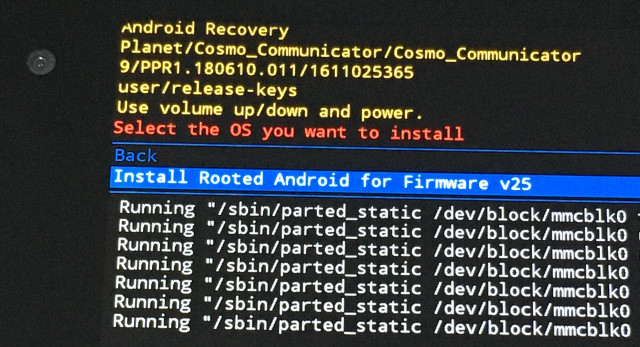 Android Recovery
Planet/Cosmo_Communicator/Cosmo_Communicator
9/PPR1.180610.011/1611025365
user/release-keys
Use volume up/down and power.
Select the OS you want to install
Back
Install Rooted Android for Firmware v25
Running "/sbin/parted_static /dev/block/mmcblk0
Running "/sbin/parted_static /dev/block/mmcblk0
Running "/sbin/parted_static /dev/block/mmcblk0
Running "/sbin/parted_static /dev/block/mmcblk0
Running "/sbin/parted_static /dev/block/mmcblk0
Running "/sbin/parted_static /dev/block/mmcblk0
Running "/sbin/parted_static /dev/block/mmcblk0